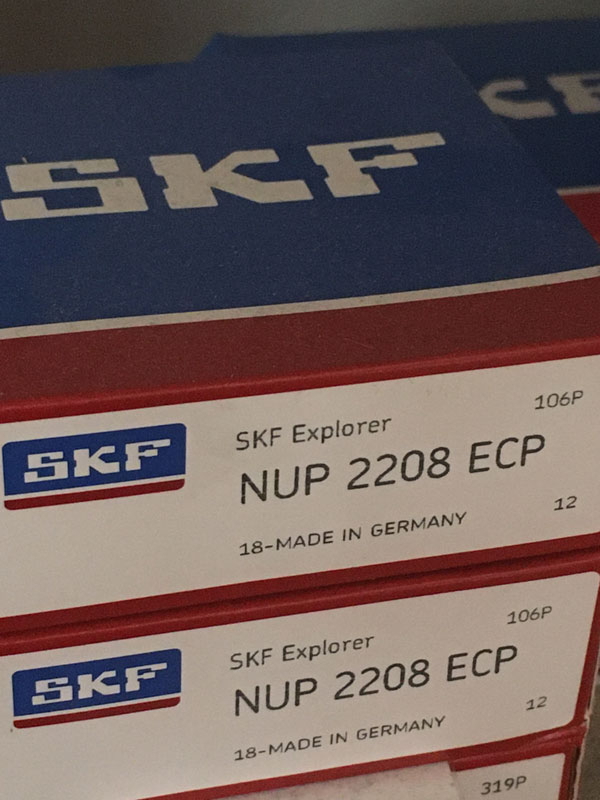 SKF
SKF
SKF Explorer
106P
NUP 2208 ECP
12
18-MADE IN GERMANY
SKF
SKF Explorer
106P
NUP 2208 ECP
12
18-MADE IN GERMANY
319P